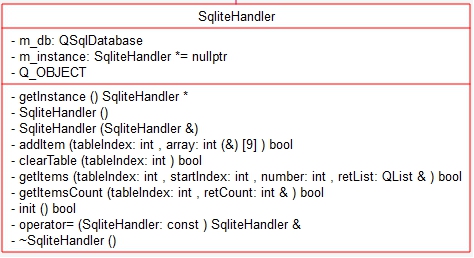 SqliteHandler
- m_db: QSqlDatabase
- m_instance: SqliteHandler *= nullptr
- Q_OBJECT
- getInstance () SqliteHandler *
- SqliteHandler ()
- SqliteHandler (SqliteHandler &)
- addItem (tableIndex: int , array: int (&) [9] ) bool
- clearTable (tableIndex: int ) bool
- getItems (tableIndex: int , startIndex: int , number: int , retList: QList & ) bool
- getItemsCount (tableIndex: int , retCount: int & ) bool
- init () bool
- operator= (SqliteHandler: const ) SqliteHandler &
- ~SqliteHandler ()